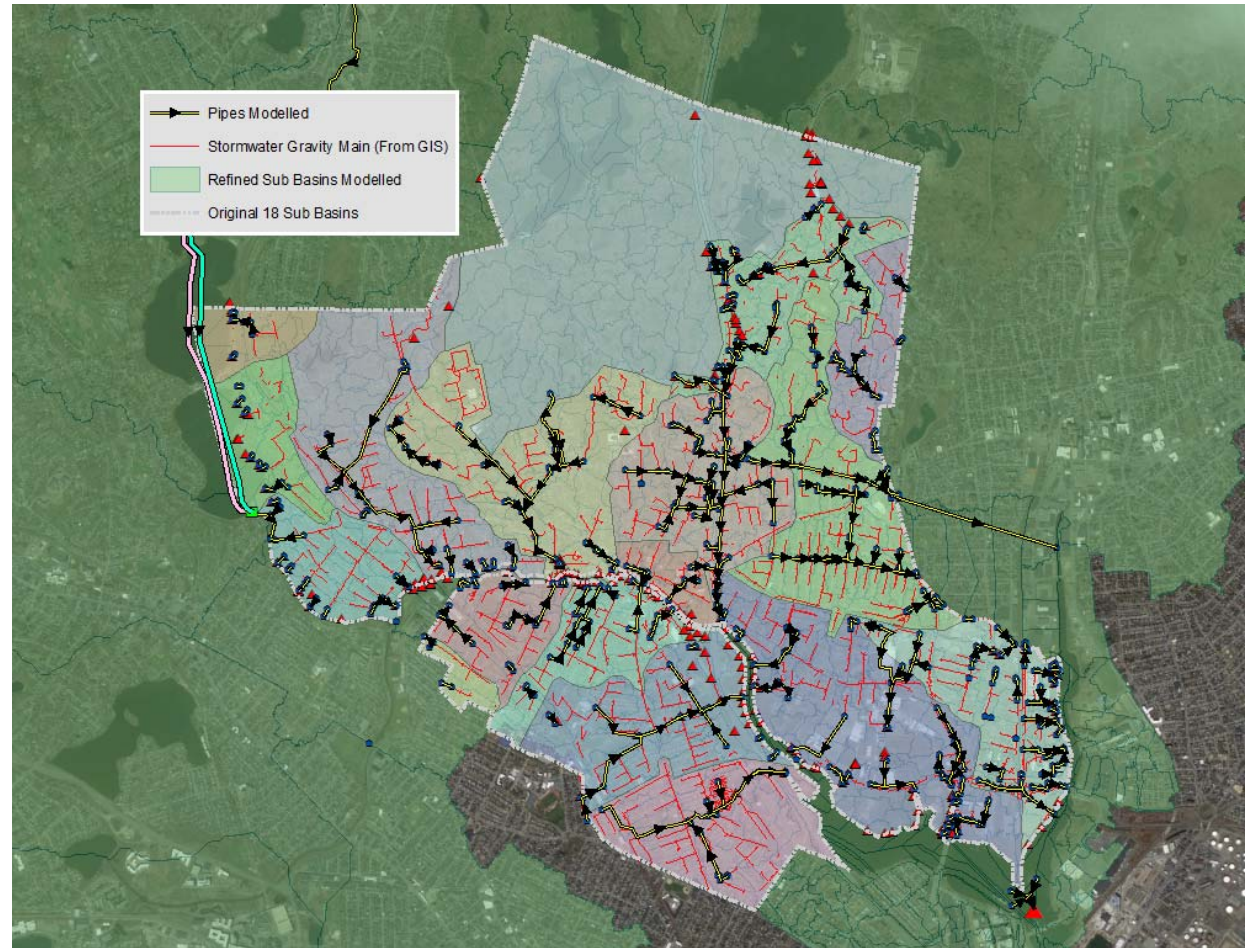 Pipes Modelled
Stormwater Gravity Main (From GIS)
Refined Sub Basins Modelled
Original 18 Sub Basins